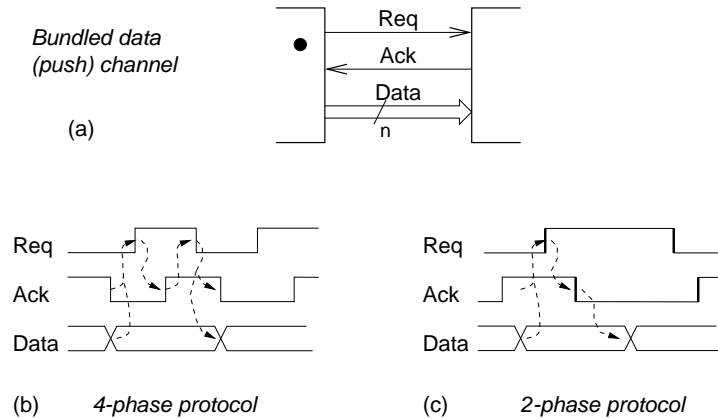 Bundled data
(push) channel
Req
Ack
Data
n
(a)
Req
Ack
Data
(b) 4-phase protocol
Req
Ack
Data
(c) 2-phase protocol